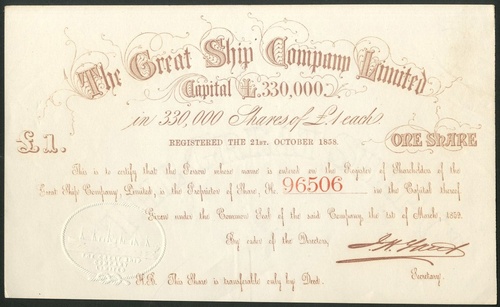 The Great Ship Company Limited
Capital £.330,000.
in 330,000 Shares of £.1 each
REGISTERED THE 21ST. OCTOBER 1858.
£1.
ONE SHARE
This is to certify that the Person whose name is entered on the Register of Shareholders of the
Great Ship Company, Limited, is the Proprietor of Share, No. 96506 in the Capital thereof
Given under the Common Seal of the said Company, the 1st of March, 1859.
By order of the Directors,
Secretary.
N.B. This Share is transferable only by Deed.